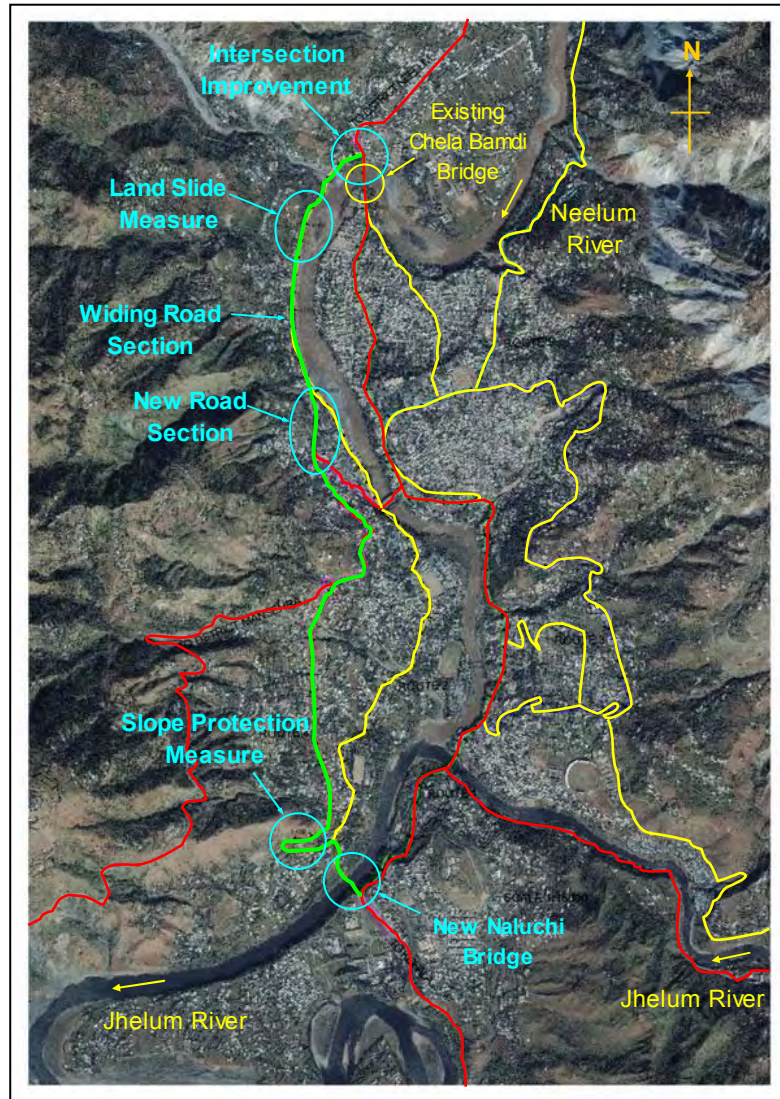 Intersection
Improvement
N
Existing
Chela Bamdi
Bridge
Land Slide
Measure
Neelum
River
Widing Road
Section
New Road
Section
Slope Protection
Measure
New Naluchi
Bridge
Jhelum River
Jhelum River